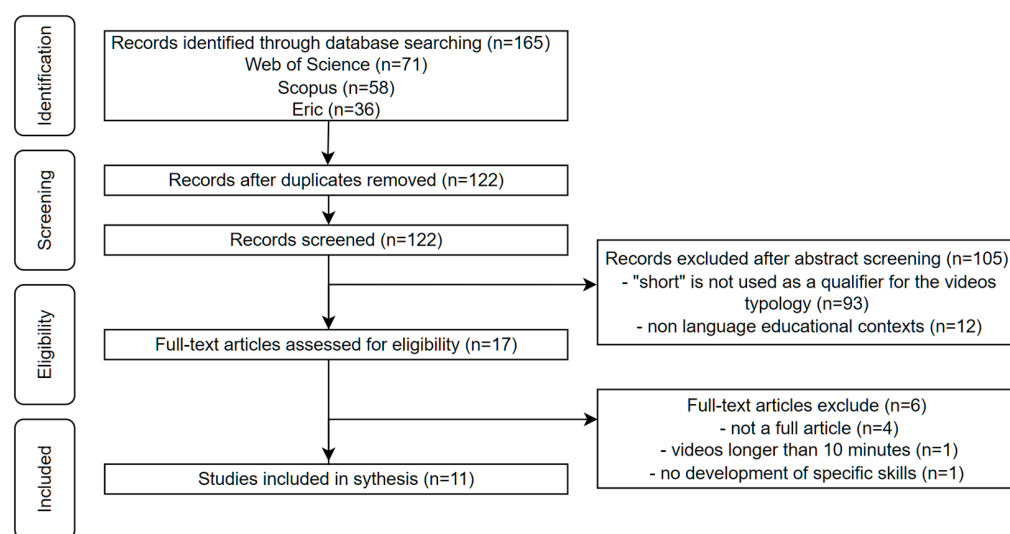 Identification
Records identified through database searching (n=165)
Web of Science (n=71)
Scopus (n=58)
Eric (n=36)
Screening
Records after duplicates removed (n=122)
Records screened (n=122)
Records excluded after abstract screening (n=105)
- "short" is not used as a qualifier for the videos
typology (n=93)
- non language educational contexts (n=12)
Eligibility
Full-text articles assessed for eligibility (n=17)
Full-text articles exclude (n=6)
- not a full article (n=4)
- videos longer than 10 minutes (n=1)
- no development of specific skills (n=1)
Included
Studies included in sythesis (n=11)